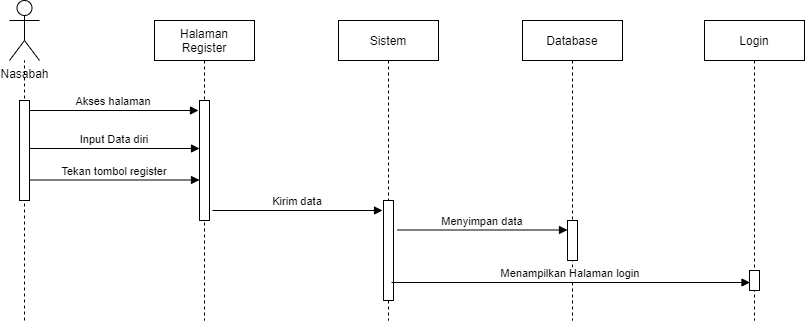 Nasabah
Halaman
Register
Sistem
Database
Login
Akses halaman
Input Data diri
Tekan tombol register
Kirim data
Menyimpan data
Menampilkan Halaman login